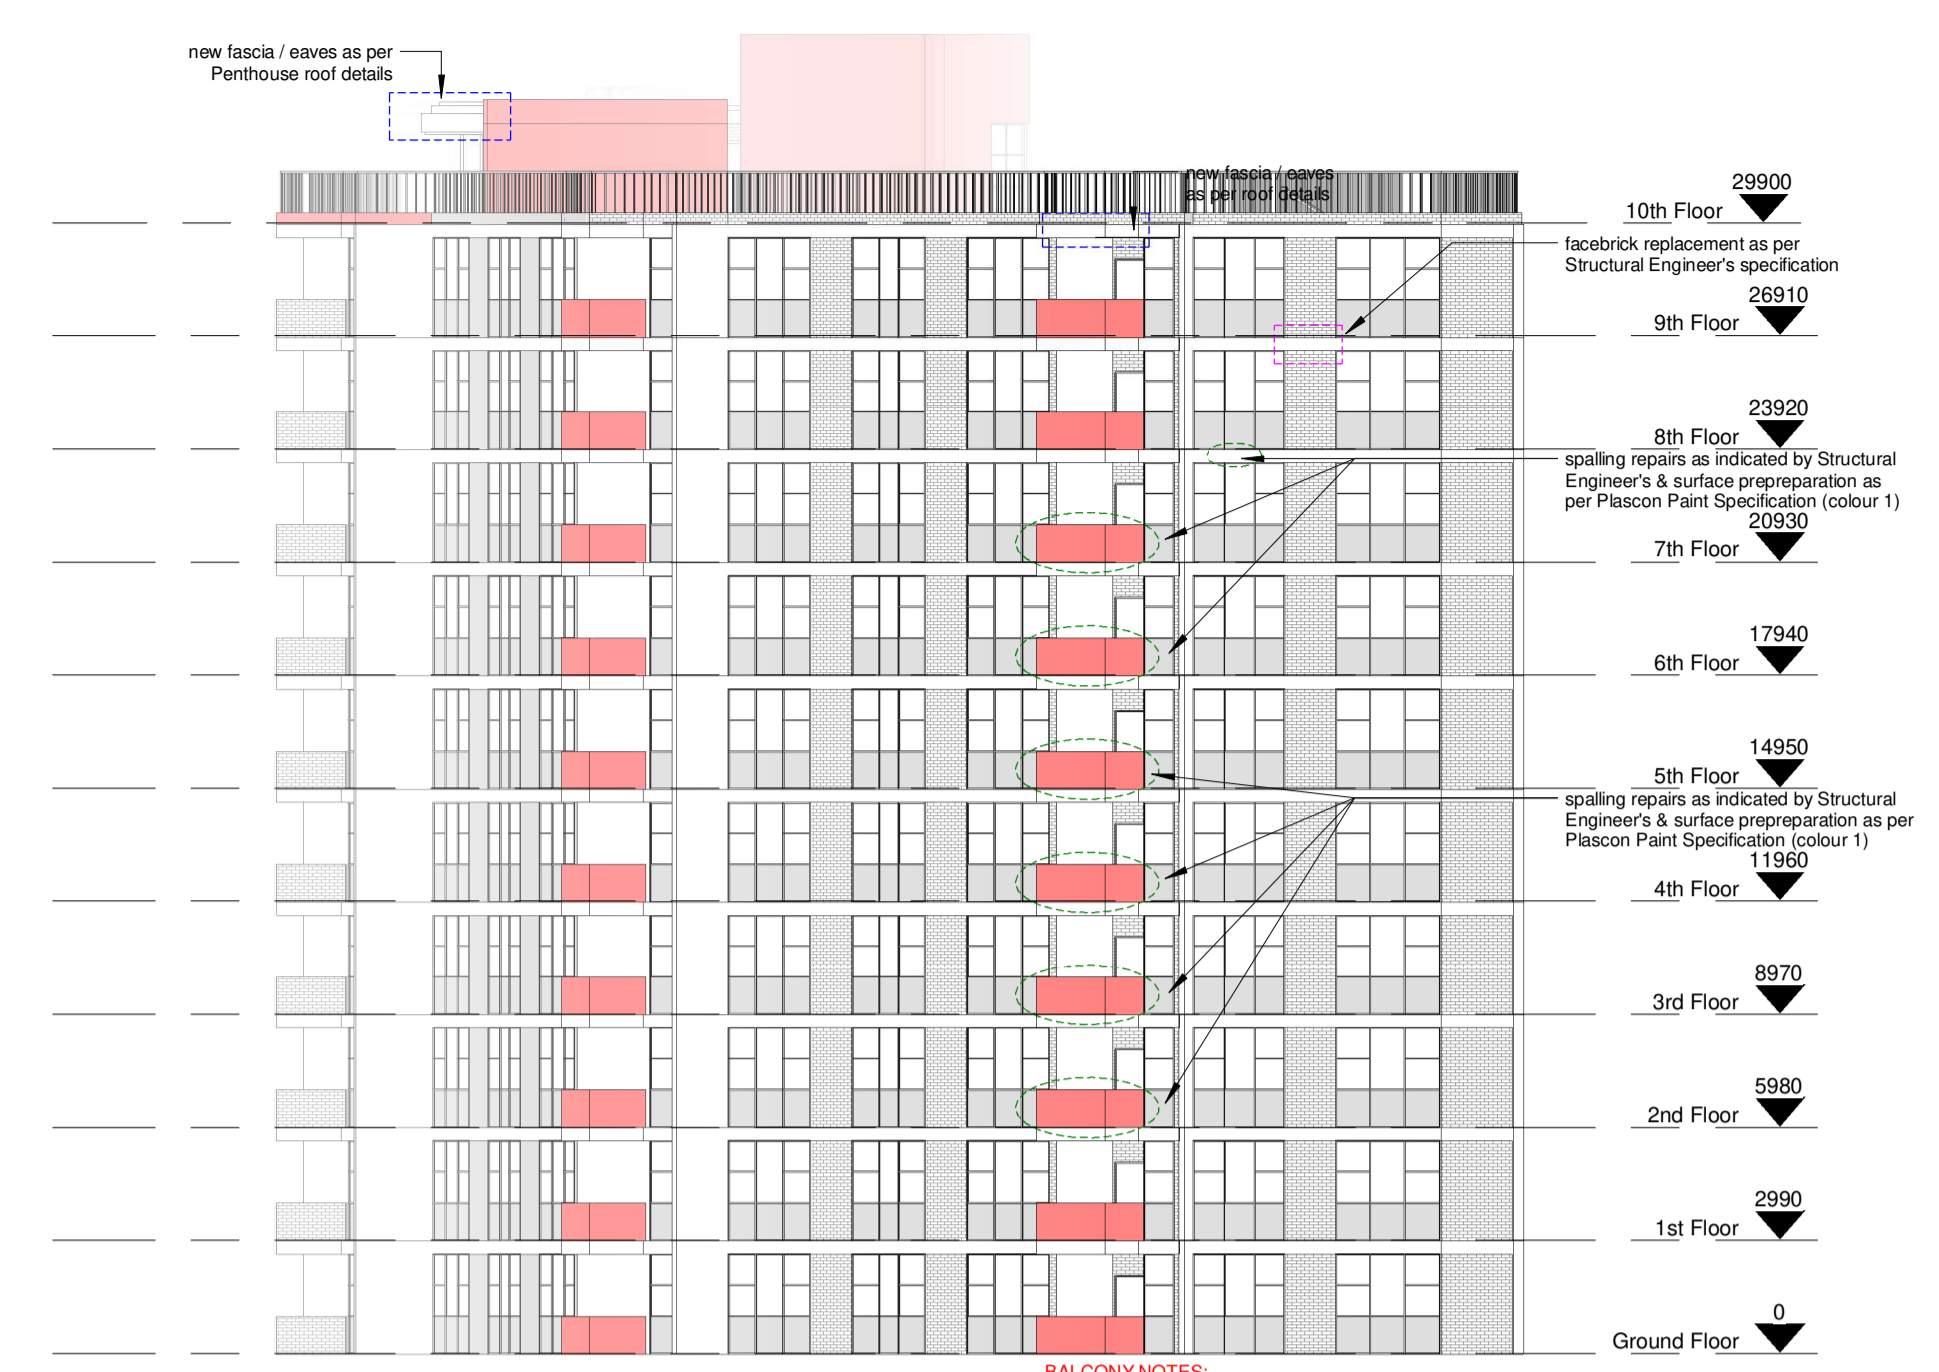 new fascia / eaves as per
Penthouse roof details
new fascia / eaves
as per roof details
29900
10th Floor
facebrick replacement as per
Structural Engineer's specification
26910
9th Floor
23920
8th Floor
spalling repairs as indicated by Structural
Engineer's & surface prepreparation as
per Plascon Paint Specification (colour 1)
20930
7th Floor
17940
6th Floor
14950
5th Floor
spalling repairs as indicated by Structural
Engineer's & surface prepreparation as per
Plascon Paint Specification (colour 1)
11960
4th Floor
8970
3rd Floor
5980
2nd Floor
2990
1st Floor
0
Ground Floor
BALCONY NOTES: